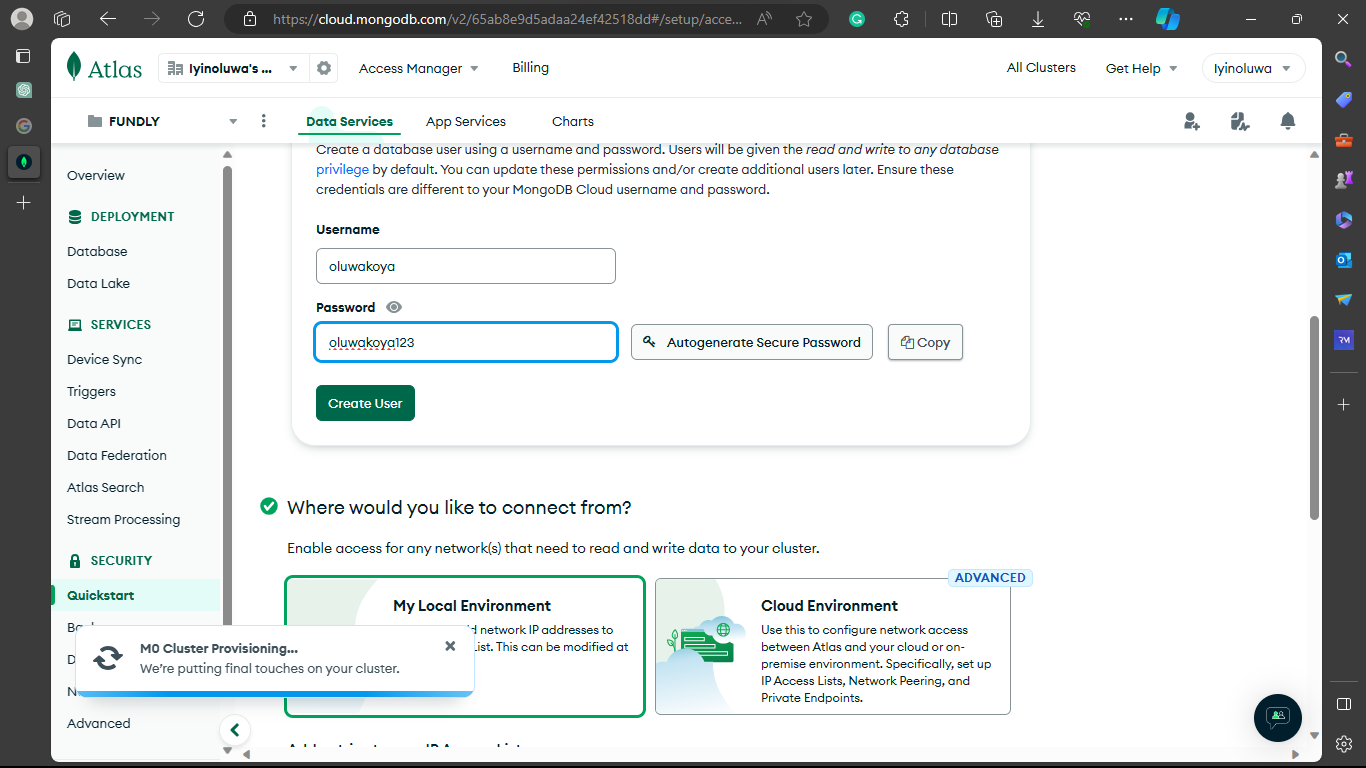 https://cloud.mongodb.com/v2/65ab8e9d5adaa24ef42518dd#/setup/acce...
Atlas
Iyinoluwa's ...
Access Manager
Billing
All Clusters
Get Help
Iyinoluwa
FUNDLY
Data Services
App Services
Charts
Overview
DEPLOYMENT
Database
Data Lake
SERVICES
Device Sync
Triggers
Data API
Data Federation
Atlas Search
Stream Processing
SECURITY
Quickstart
Advanced
Create a database user using a username and password. Users will be given the read and write to any database
privilege by default. You can update these permissions and/or create additional users later. Ensure these
credentials are different to your MongoDB Cloud username and password.
Username
oluwakoya
Password
oluwakoya123
Autogenerate Secure Password
Copy
Create User
Where would you like to connect from?
Enable access for any network(s) that need to read and write data to your cluster.
My Local Environment
d network IP addresses to
ist. This can be modified at
ADVANCED
Cloud Environment
Use this to configure network access
between Atlas and your cloud or on-
premise environment. Specifically, set up
IP Access Lists, Network Peering, and
Private Endpoints.
M0 Cluster Provisioning...
We're putting final touches on your cluster.